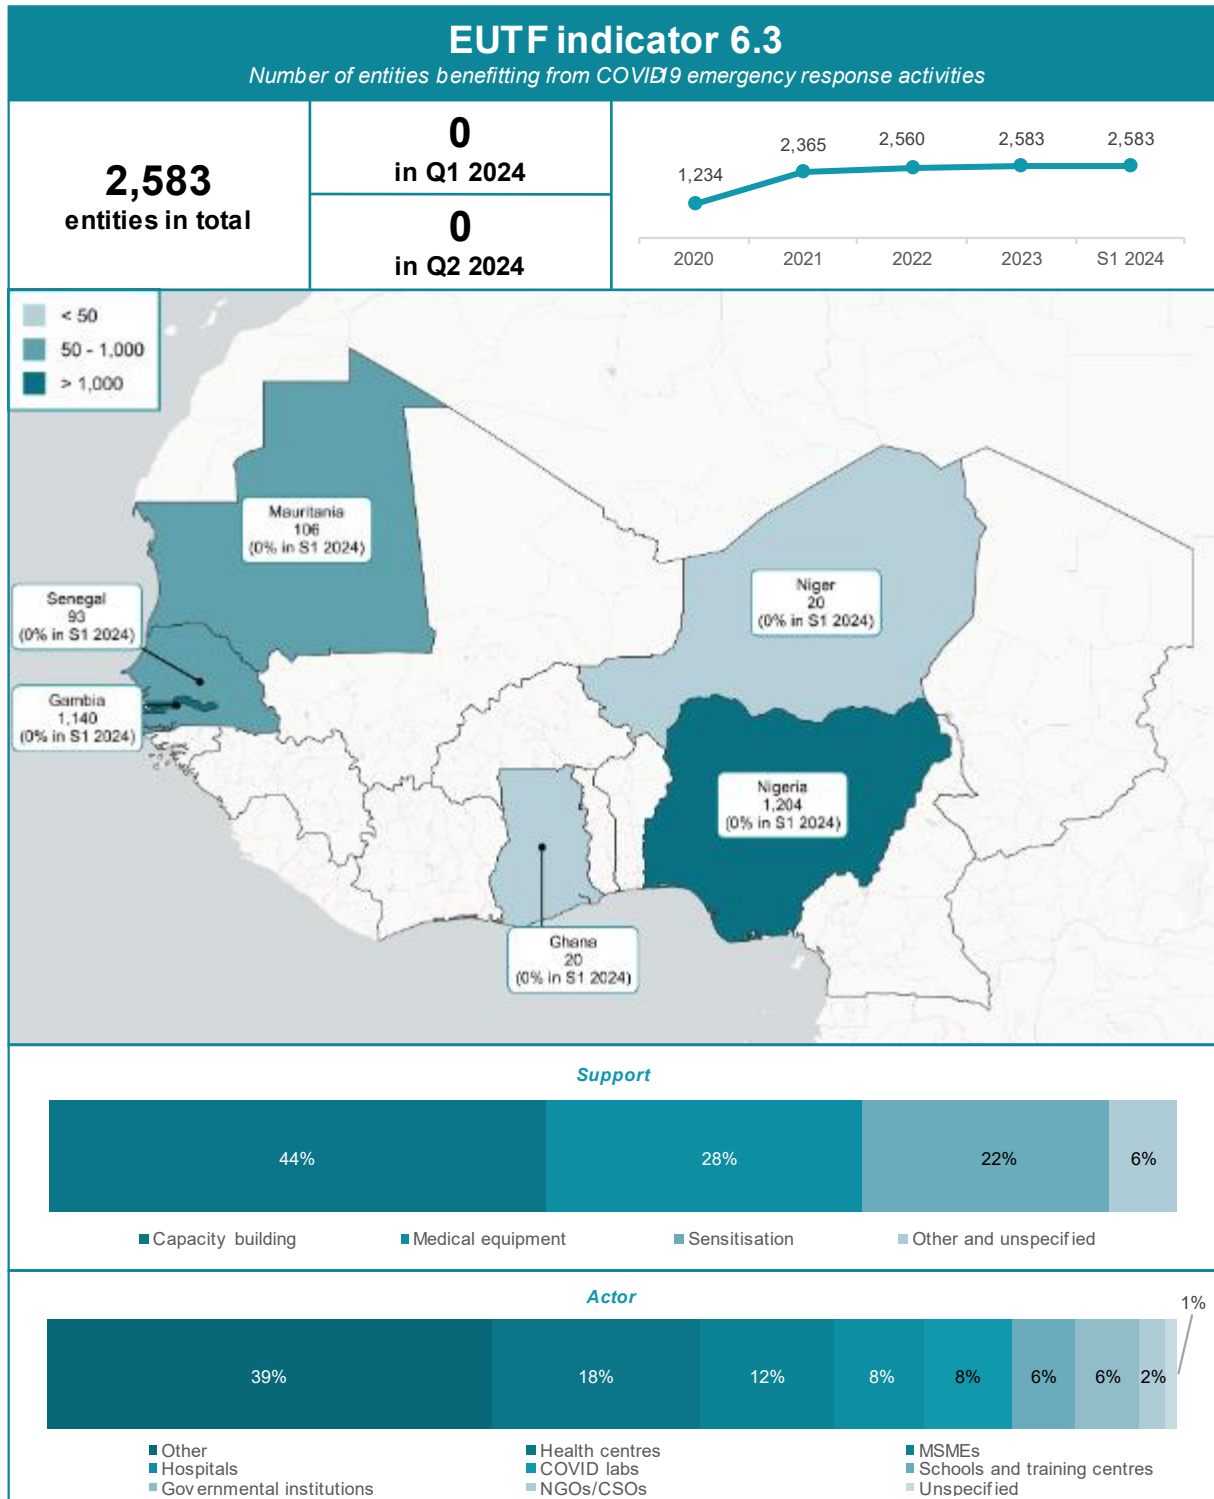 EUTF indicator 6.3
Number of entities benefitting from COVID19 emergency response activities
2,583
entities in total
0
in Q1 2024
0
in Q2 2024
1,234
2,365
2,560
2,583
2,583
2020
2021
2022
2023
S1 2024
< 50
50 - 1,000
> 1,000
Mauritania
106
(0% in S1 2024)
Senegal
93
(0% in S1 2024)
Gambia
1,140
(0% in S1 2024)
Niger
20
(0% in S1 2024)
Nigeria
1,204
(0% in S1 2024)
Ghana
20
(0% in S1 2024)
Support
44%
28%
22%
6%
Capacity building
Medical equipment
Sensitisation
Other and unspecified
Actor
1%
39%
18%
12%
8%
8%
6%
6%
2%
Other
Health centres
MSMEs
Hospitals
COVID labs
Schools and training centres
Governmental institutions
NGOs/CSOs
Unspecified